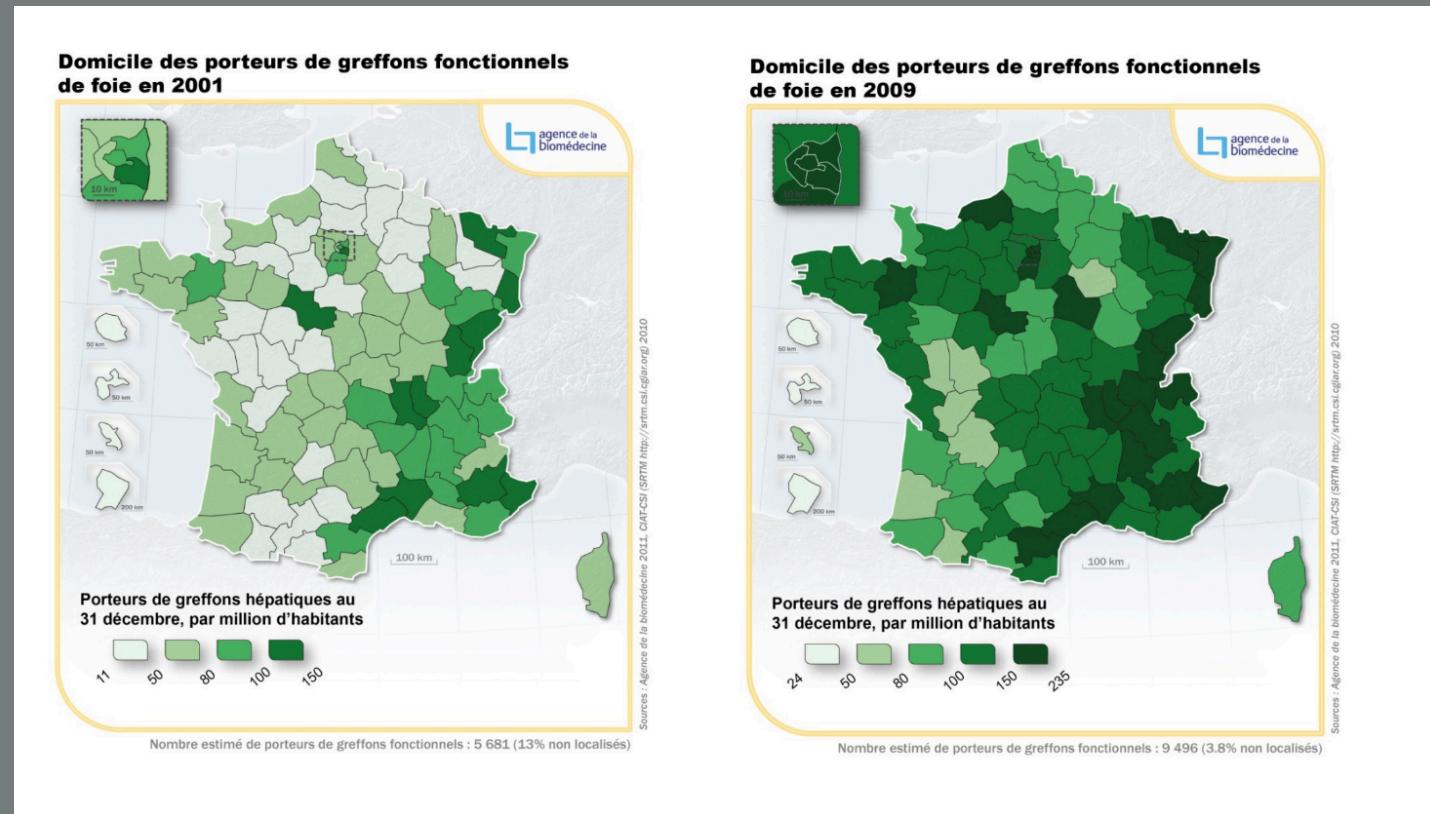 Domicile des porteurs de greffons fonctionnels
de foie en 2001
agence de la
biomédecine
10 km
50 km
50 km
50 km
200 km
100 km
Porteurs de greffons hépatiques au
31 décembre, par million d'habitants
11
50
80
100
150
Sources : Agence de la biomédecine 2011, CIAT-CSI (SRTM http://srtm.csi.cgiar.org) 2010
Nombre estimé de porteurs de greffons fonctionnels : 5 681 (13% non localisés)
Domicile des porteurs de greffons fonctionnels
de foie en 2009
agence de la
biomédecine
10 km
50 km
50 km
50 km
200 km
100 km
Porteurs de greffons hépatiques au
31 décembre, par million d'habitants
24
50
80
100
150
235
Sources : Agence de la biomédecine 2011, CIAT-CSI (SRTM http://srtm.csi.cgiar.org) 2010
Nombre estimé de porteurs de greffons fonctionnels : 9 496 (3.8% non localisés)